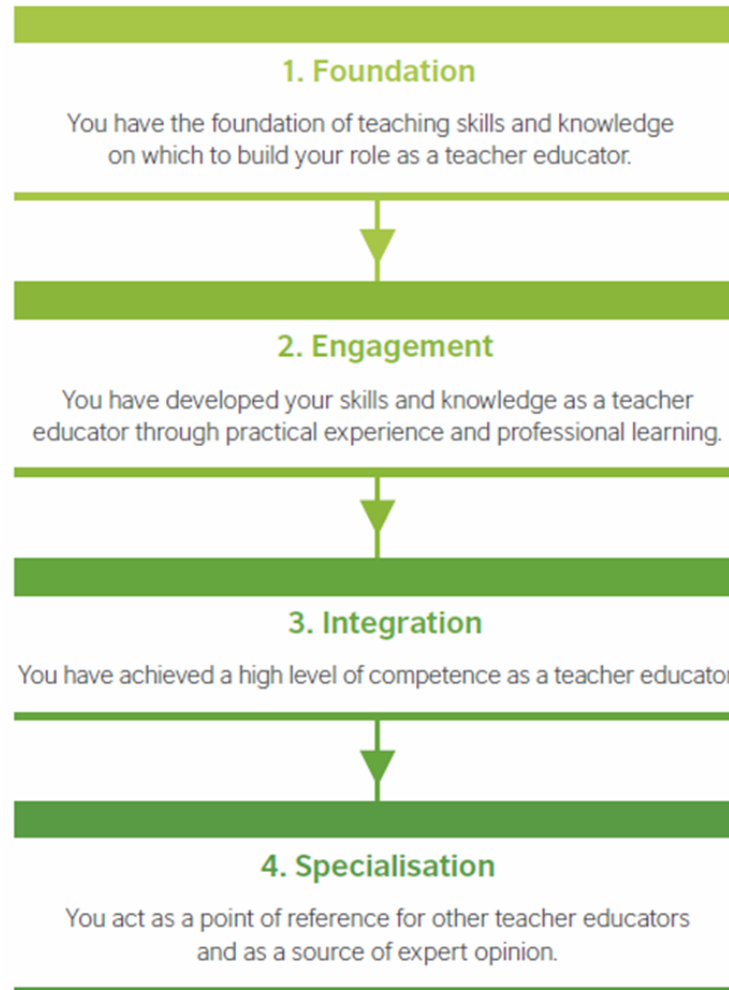 1. Foundation
You have the foundation of teaching skills and knowledge
on which to build your role as a teacher educator.
2. Engagement
You have developed your skills and knowledge as a teacher
educator through practical experience and professional learning.
3. Integration
You have achieved a high level of competence as a teacher educator
4. Specialisation
You act as a point of reference for other teacher educators
and as a source of expert opinion.